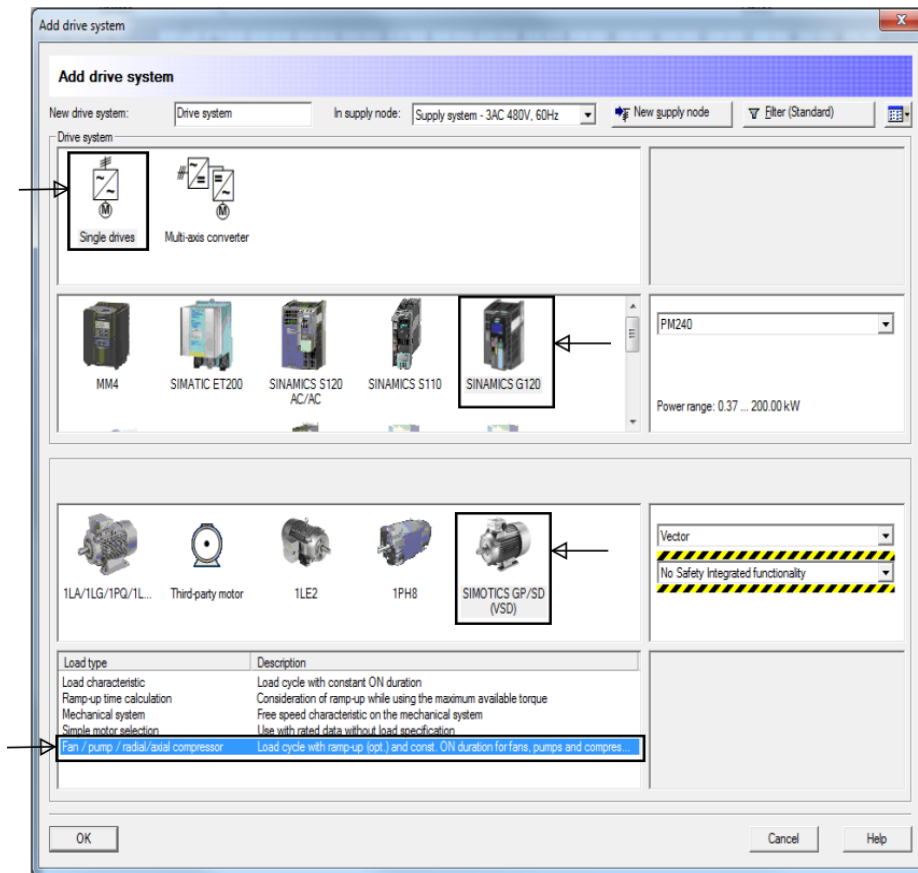 Add drive system
Add drive system
New drive system: Drive system In supply node: Supply system - 3AC 480V, 60Hz New supply node Filter (Standard)
Drive system
Single drives Multi-axis converter
PM240
MM4 SIMATIC ET200 SINAMICS S120 SINAMICS S110 SINAMICS G120
AC/AC
Power range: 0.37 ... 200.00 kW
Vector
No Safety Integrated functionality
1LA/1LG/1PQ/1L... Third-party motor 1LE2 1PH8 SIMOTICS GP/SD
(VSD)
Load type Description
Load characteristic Load cycle with constant ON duration
Ramp-up time calculation Consideration of ramp-up while using the maximum available torque
Mechanical system Free speed characteristic on the mechanical system
Simple motor selection Use with rated data without load specification
Fan / pump / radial/axial compressor Load cycle with ramp-up (opt.) and const. ON duration for fans, pumps and compres...
OK Cancel Help